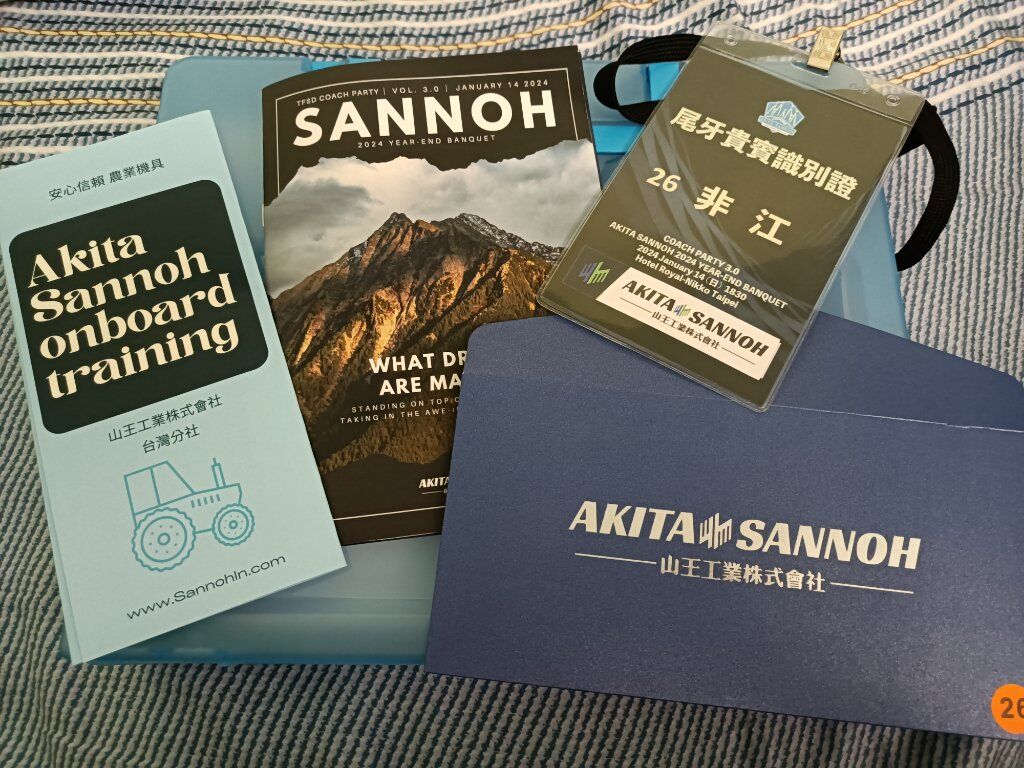 安心信賴 農業機具
Akita
Sannoh
onboard
training
山王工業株式會社
台灣分社
www.SannohIn.com
TFSD COACH PARTY | VOL. 3.0 | JANUARY 14 2024
SANNOH
2024 YEAR-END BANQUET
WHAT DR
ARE MA
STANDING ON TOP
TAKING IN THE AWE-I
AKITA
尾牙貴賓識別證
26 非 江
COACH PARTY 3.0
AKITA SANNOH 2024 YEAR-END BANQUET
2024 January 14 (日) 1830
Hotel Royal-Nikko Taipei
AKITA SANNOH
山王工業株式會社
AKITA SANNOH
山王工業株式會社
26